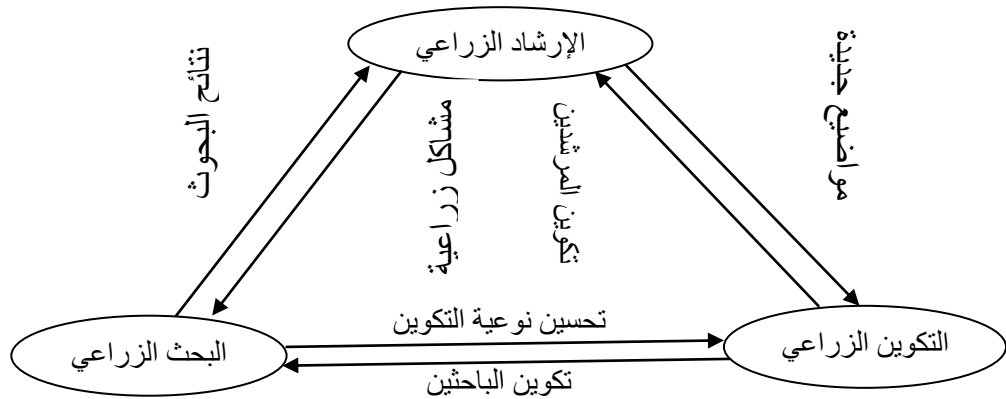 الإرشاد الزراعي
مواضيع جديدة
تكوين المرشدين
مشاكل زراعية
نتائج البحوث
تحسين نوعية التكوين
التكوين الزراعي
البحث الزراعي
تكوين الباحثين